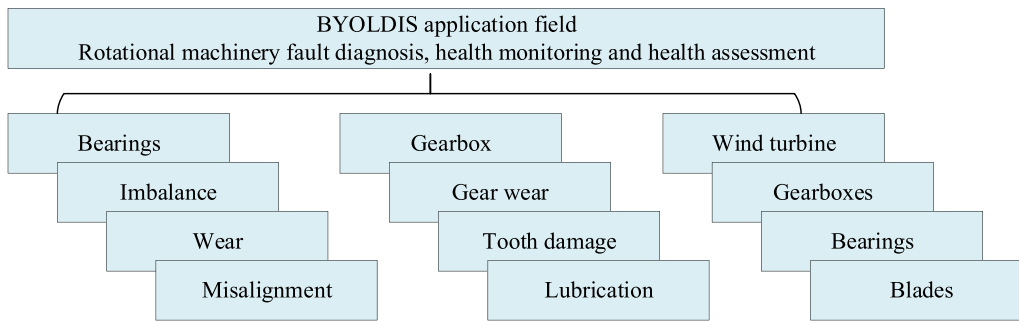 BYOLDIS application field
Rotational machinery fault diagnosis, health monitoring and health assessment
Bearings
Imbalance
Wear
Misalignment
Gearbox
Gear wear
Tooth damage
Lubrication
Wind turbine
Gearboxes
Bearings
Blades